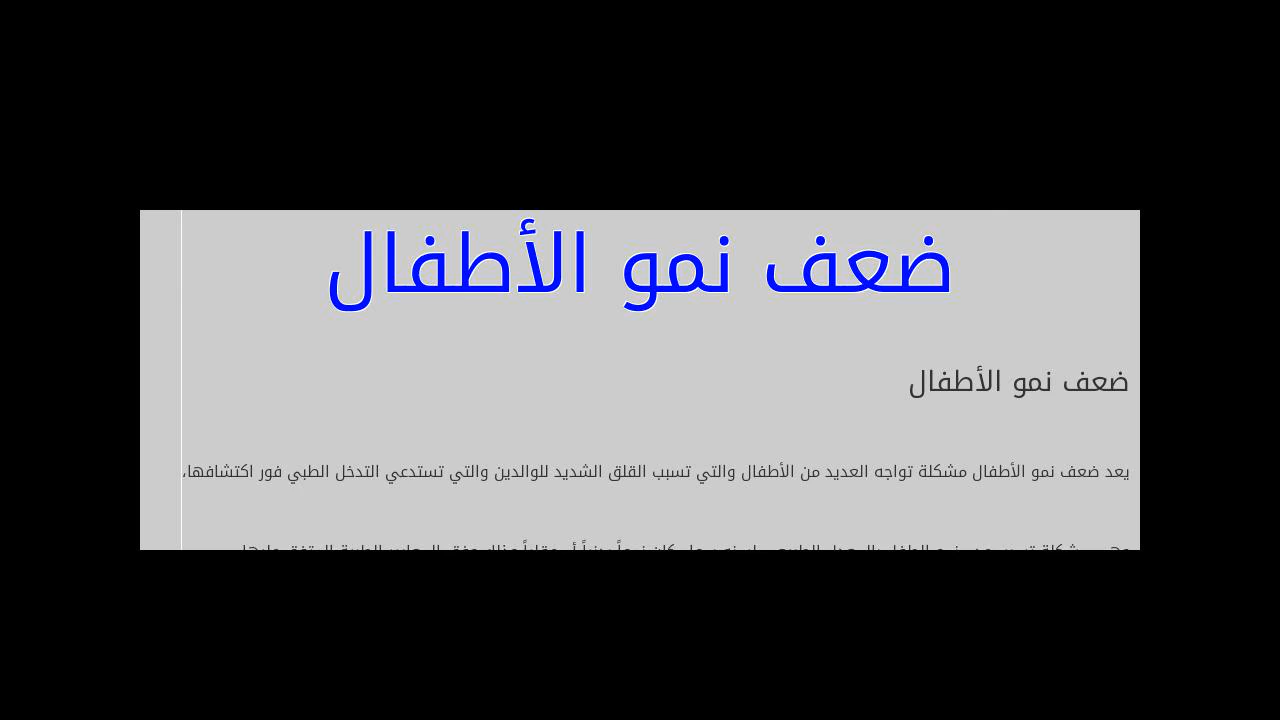 ضعف نمو الأطفال
ضعف نمو الأطفال
يعد ضعف نمو الأطفال مشكلة تواجه العديد من الأطفال والتي تسبب القلق الشديد للوالدين والتي تستدعي التدخل الطبي فور اكتشافها،